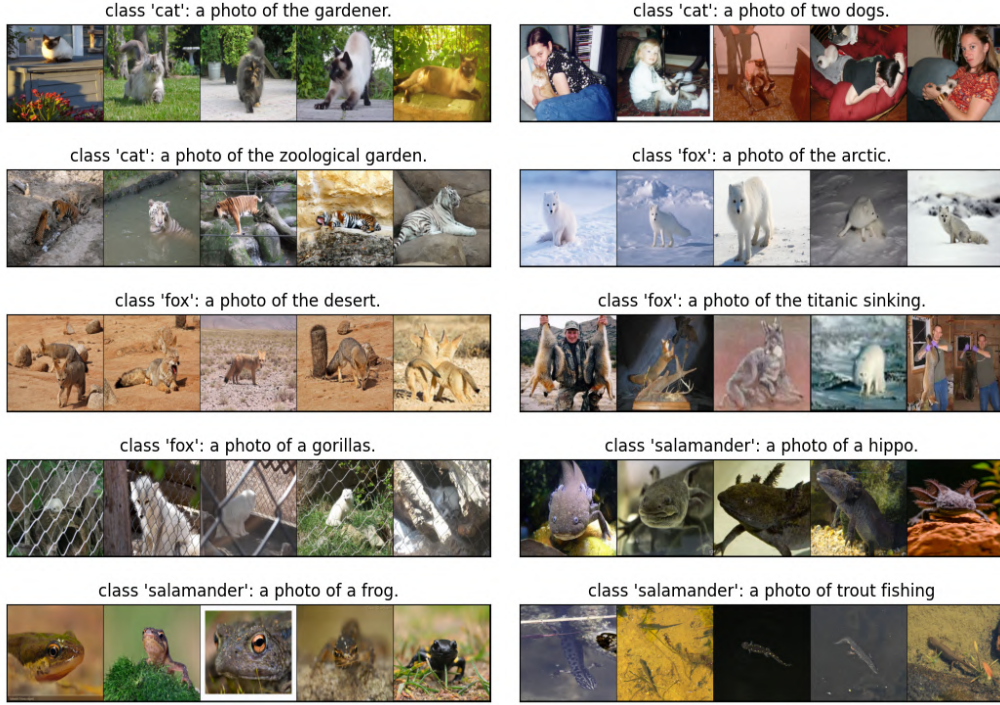 class 'cat': a photo of the gardener.
class 'cat': a photo of two dogs.
class 'cat': a photo of the zoological garden.
class 'fox': a photo of the arctic.
class 'fox': a photo of the desert.
class 'fox': a photo of the titanic sinking.
class 'fox': a photo of a gorillas.
class 'salamander': a photo of a hippo.
class 'salamander': a photo of a frog.
class 'salamander': a photo of trout fishing